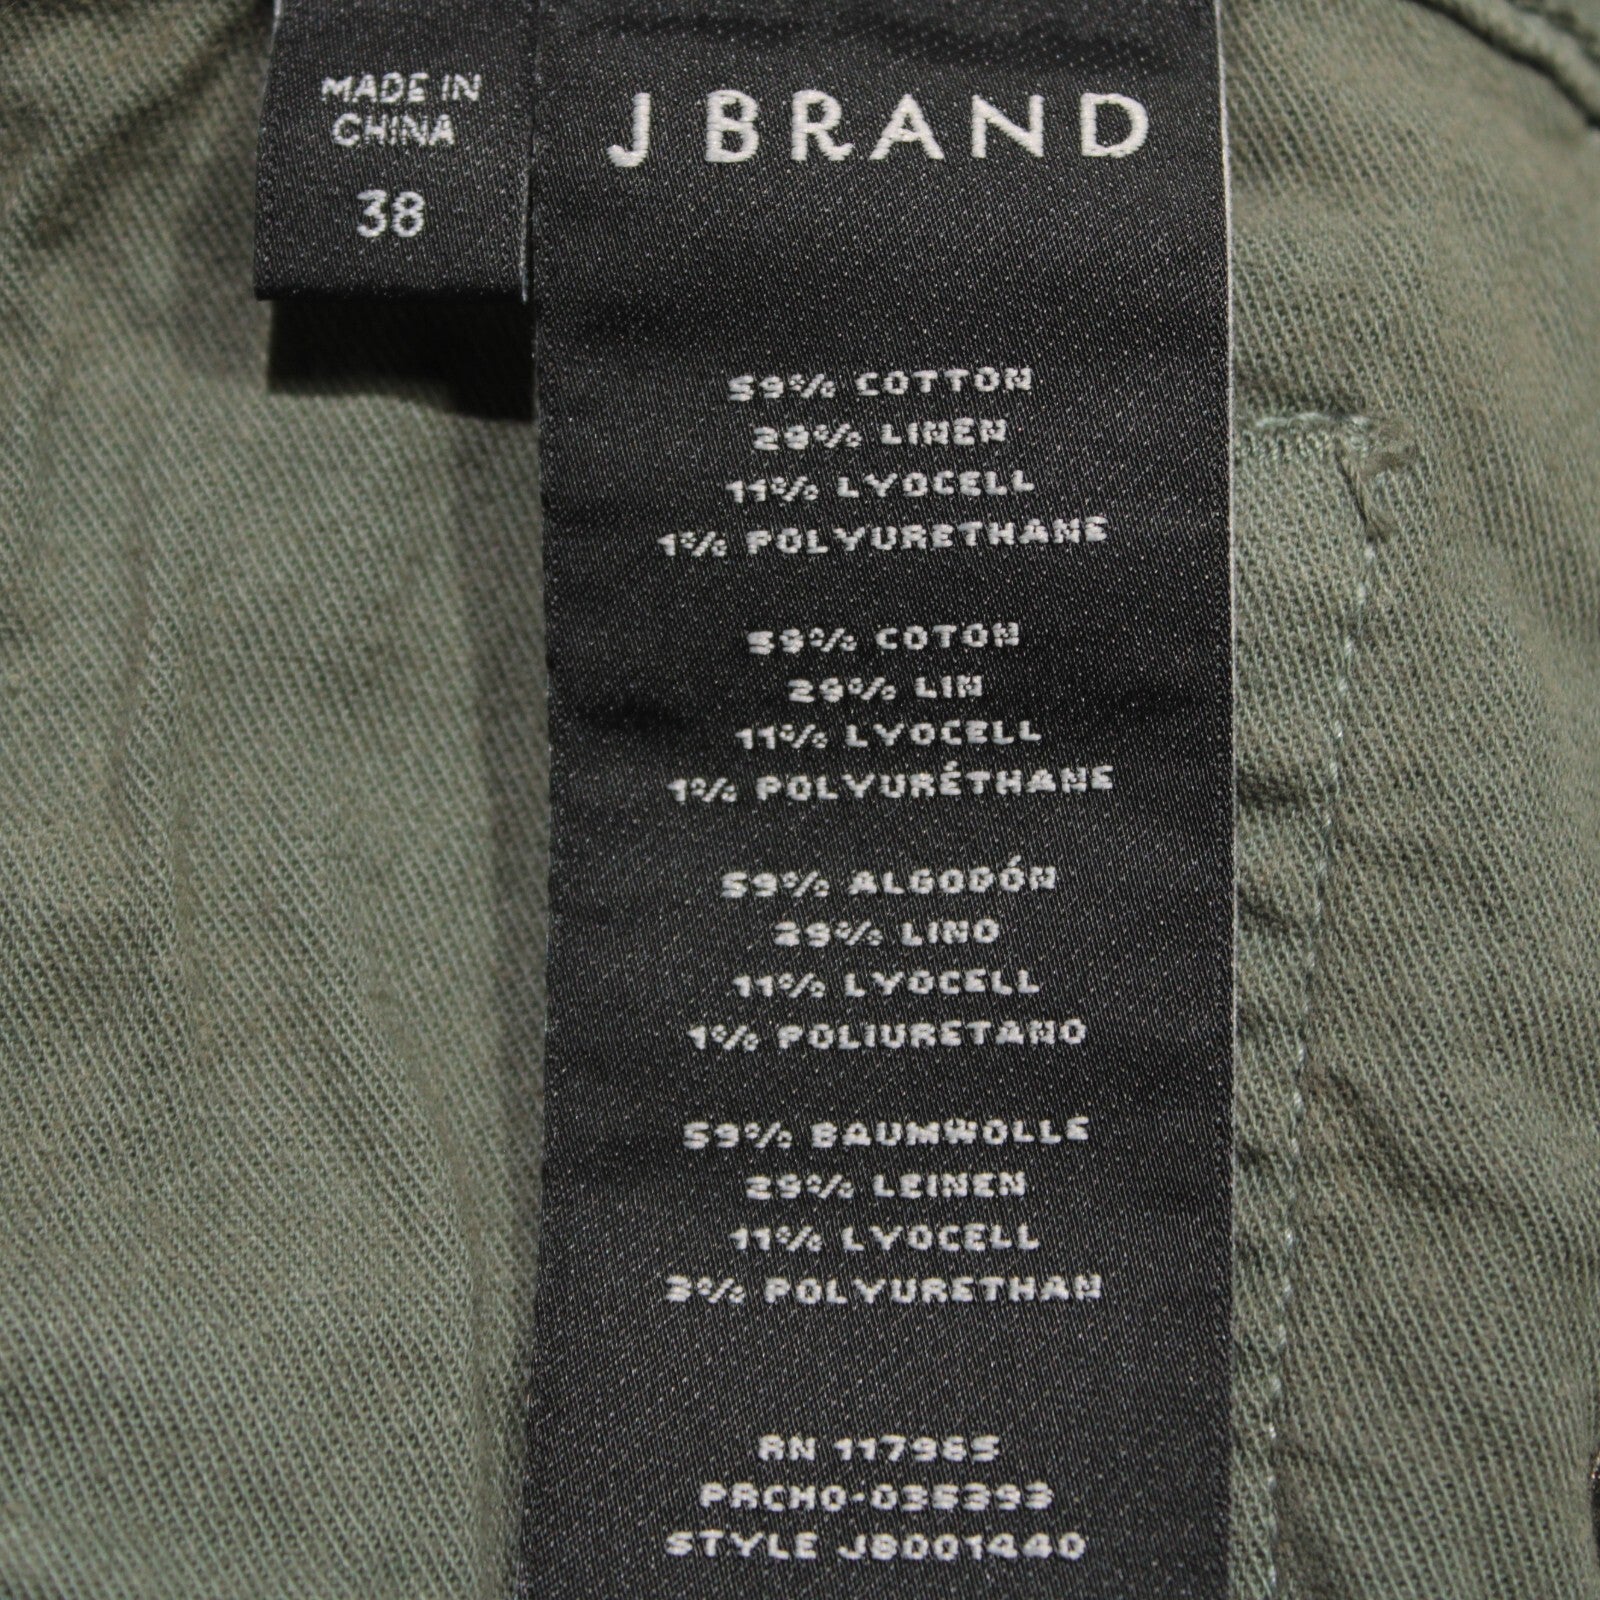 MADE IN
CHINA
38
J BRAND
59% COTTON
29% LINEN
11% LYOCELL
1% POLYURETHANE
59% COTON
29% LIN
11% LYOCELL
1% POLYURÉTHANE
59% ALGODÓN
29% LINO
11% LYOCELL
1% POLIURETANO
59% BAUMWOLLE
29% LEINEN
11% LYOCELL
3% POLYURETHAN
RN 117965
PRCHO-035393
STYLE JB001440